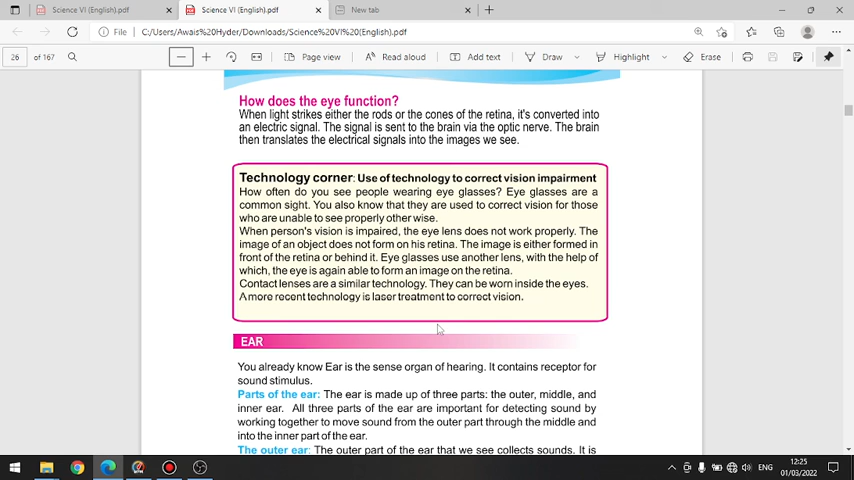 Science VI (English).pdf
Science VI (English).pdf
New tab
File
C:/Users/Awais%20Hyder/Downloads/Science%20VI%20(English).pdf
26 of 167
Page view
Read aloud
Add text
Draw
Highlight
Erase
How does the eye function?
When light strikes either the rods or the cones of the retina, it's converted into
an electric signal. The signal is sent to the brain via the optic nerve. The brain
then translates the electrical signals into the images we see.
Technology corner: Use of technology to correct vision impairment
How often do you see people wearing eye glasses? Eye glasses are a
common sight. You also know that they are used to correct vision for those
who are unable to see properly other wise.
When person's vision is impaired, the eye lens does not work properly. The
image of an object does not form on his retina. The image is either formed in
front of the retina or behind it. Eye glasses use another lens, with the help of
which, the eye is again able to form an image on the retina.
Contact lenses are a similar technology. They can be worn inside the eyes.
A more recent technology is laser treatment to correct vision.
EAR
You already know Ear is the sense organ of hearing. It contains receptor for
sound stimulus.
Parts of the ear: The ear is made up of three parts: the outer, middle, and
inner ear. All three parts of the ear are important for detecting sound by
working together to move sound from the outer part through the middle and
into the inner part of the ear.
The outer ear: The outer part of the ear that we see collects sounds. It is
ENG
12:25
01/03/2022